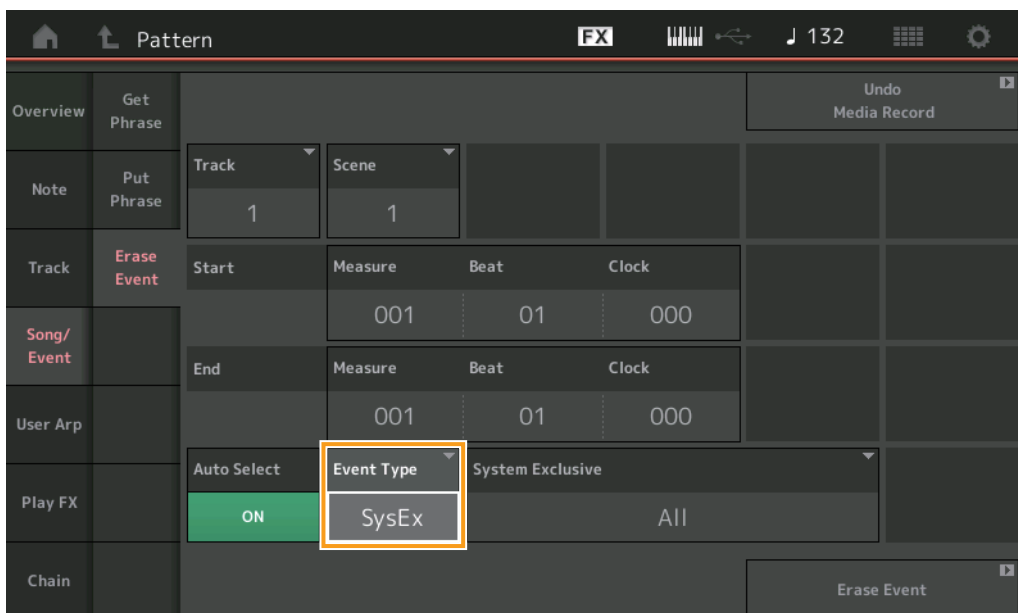 Pattern
FX
♩ 132
Overview
Get
Phrase
Undo
Media Record
Note
Put
Phrase
Track
Scene
1
1
Track
Erase
Event
Start
Measure
Beat
Clock
001
01
000
Song/
Event
End
Measure
Beat
Clock
001
01
000
User Arp
Auto Select
Event Type
System Exclusive
Play FX
ON
SysEx
All
Chain
Erase Event